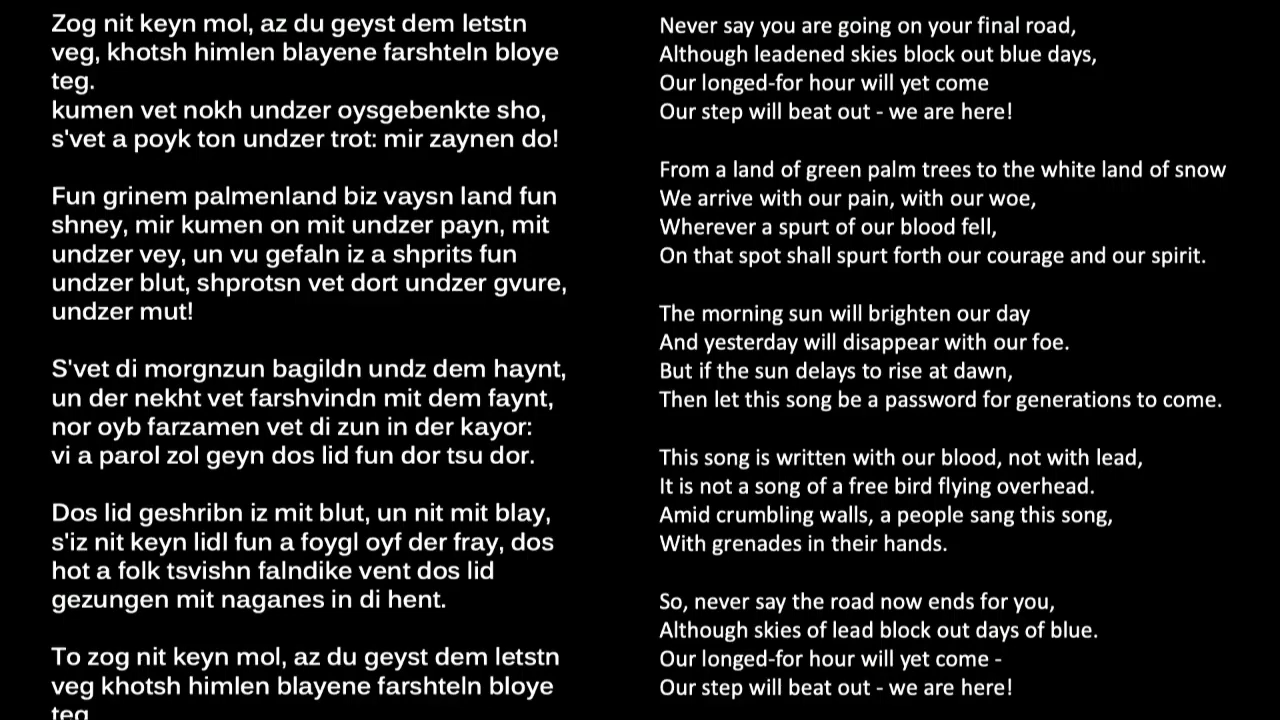 Zog nit keyn mol, az du geyst dem letstn
veg, khotsh himlen blayene farshteln bloye
teg.
kumen vet nokh undzer oysgebenkte sho,
s'vet a poyk ton undzer trot: mir zaynen do!
Fun grinem palmenland biz vaysn land fun
shney, mir kumen on mit undzer payn, mit
undzer vey, un vu gefaln iz a shprits fun
undzer blut, shprotsn vet dort undzer gvure,
undzer mut!
S'vet di morgnzun bagildn undz dem haynt,
un der nekht vet farshvindn mit dem faynt,
nor oyb farzamen vet di zun in der kayor:
vi a parol zol geyn dos lid fun dor tsu dor.
Dos lid geshribn iz mit blut, un nit mit blay,
s'iz nit keyn lidl fun a foygl oyf der fray, dos
hot a folk tsvishn falndike vent dos lid
gezungen mit naganes in di hent.
To zog nit keyn mol, az du geyst dem letstn
veg khotsh himlen blayene farshteln bloye
teg
Never say you are going on your final road,
Although leadened skies block out blue days,
Our longed-for hour will yet come
Our step will beat out - we are here!
From a land of green palm trees to the white land of snow
We arrive with our pain, with our woe,
Wherever a spurt of our blood fell,
On that spot shall spurt forth our courage and our spirit.
The morning sun will brighten our day
And yesterday will disappear with our foe.
But if the sun delays to rise at dawn,
Then let this song be a password for generations to come.
This song is written with our blood, not with lead,
It is not a song of a free bird flying overhead.
Amid crumbling walls, a people sang this song,
With grenades in their hands.
So, never say the road now ends for you,
Although skies of lead block out days of blue.
Our longed-for hour will yet come -
Our step will beat out - we are here!